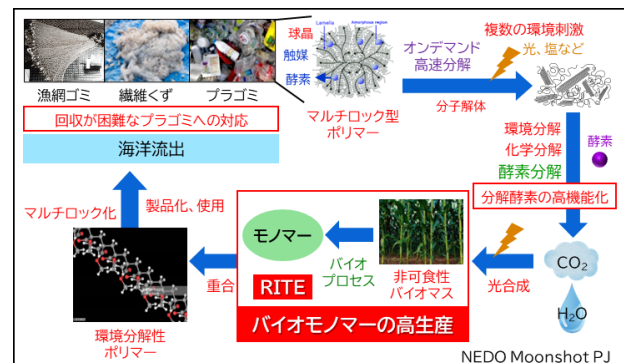 漁網ゴミ
繊維くず
プラゴミ
回収が困難なプラゴミへの対応
海洋流出
Lamella
Amorphous region
球晶
触媒
酵素
マルチロック型
ポリマー
オンデマンド
高速分解
分子解体
複数の環境刺激
光、塩など
環境分解
化学分解
酵素分解
酵素
分解酵素の高機能化
CO2
H2O
光合成
非可食性
バイオマス
バイオ
プロセス
モノマー
RITE
バイオモノマーの高生産
重合
環境分解性
ポリマー
マルチロック化
製品化、使用
NEDO Moonshot PJ